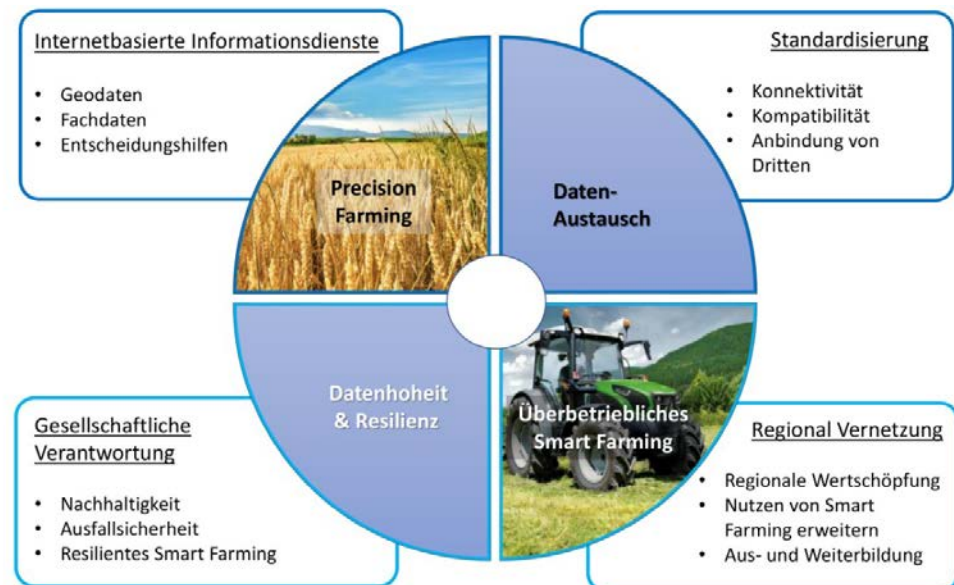 Internetbasierte Informationsdienste
• Geodaten
• Fachdaten
• Entscheidungshilfen
Precision
Farming
Standardisierung
• Konnektivität
• Kompatibilität
• Anbindung von
Dritten
Daten-
Austausch
Gesellschaftliche
Verantwortung
• Nachhaltigkeit
• Ausfallsicherheit
• Resilientes Smart Farming
Datenhoheit
& Resilienz
Überbetriebliches
Smart Farming
Regional Vernetzung
• Regionale Wertschöpfung
• Nutzen von Smart
Farming erweitern
• Aus- und Weiterbildung